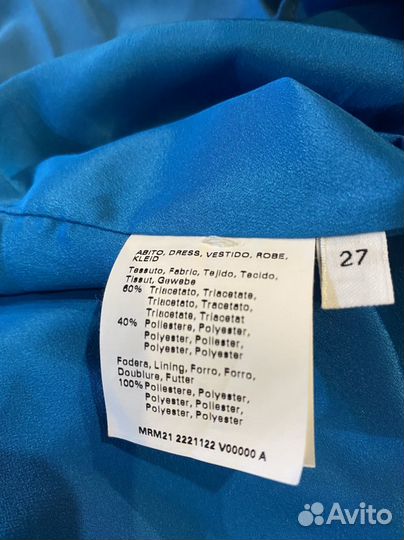 ABITO, DRESS, VESTIDO, ROBE,
KLEID
Tessuto, Fabric, Tejido, Tecido,
Tissut, Gewebe
60% Triacetato, Triacetate,
Triacetato, Triacetato,
Triacetate, Triacetat
40% Poliestere, Polyester,
Poliester, Poliester,
Polyester, Polyester
Fodera, Lining, Forro, Forro,
Doublure, Futter
100% Poliestere, Polyester,
Poliester, Poliester,
Polyester, Polyester
MRM21 2221122 V00000 A
27
Avito